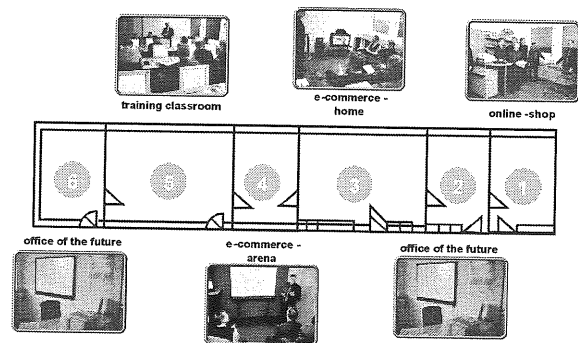 training classroom
e-commerce -
home
online -shop
6
5
4
3
2
1
office of the future
e-commerce -
arena
office of the future